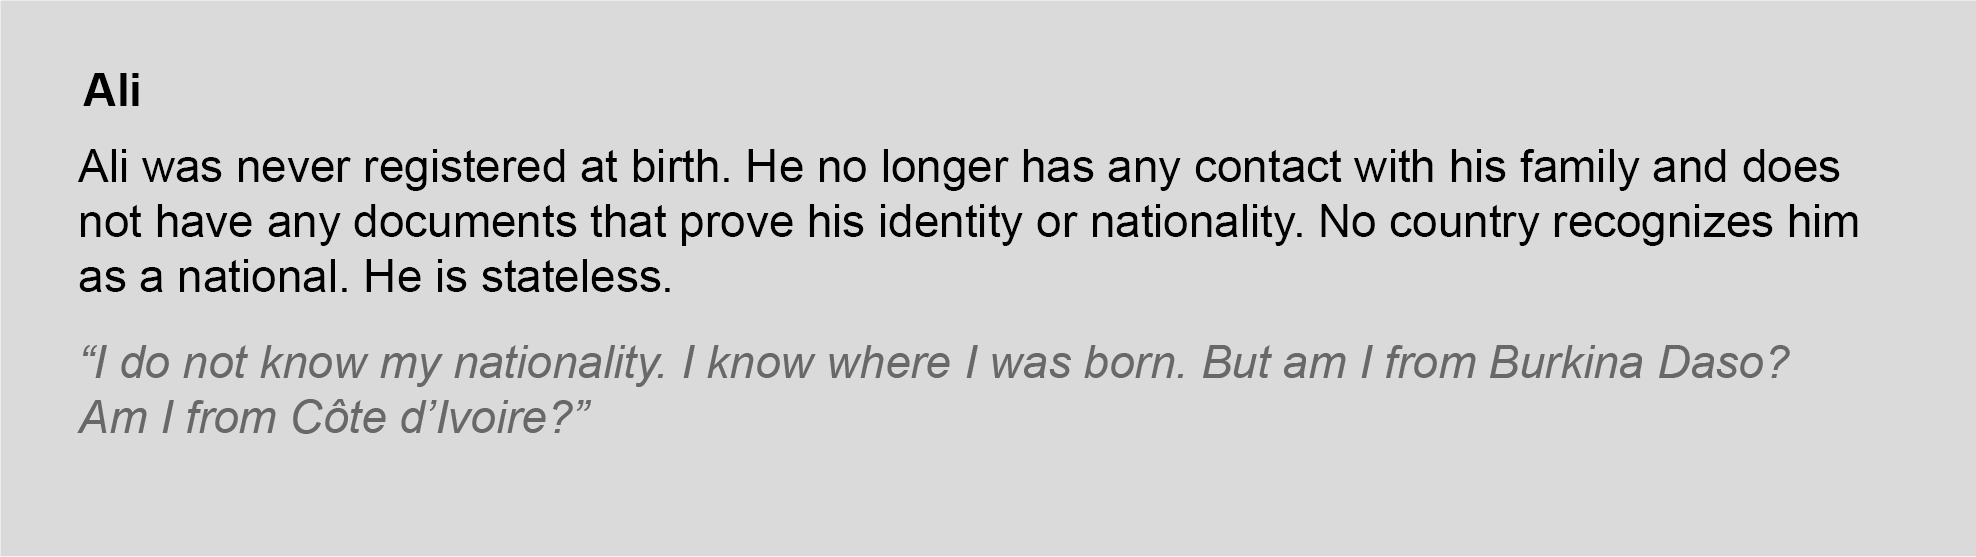 Ali
Ali was never registered at birth. He no longer has any contact with his family and does
not have any documents that prove his identity or nationality. No country recognizes him
as a national. He is stateless.
“I do not know my nationality. I know where I was born. But am I from Burkina Daso?
Am I from Côte d’Ivoire?”